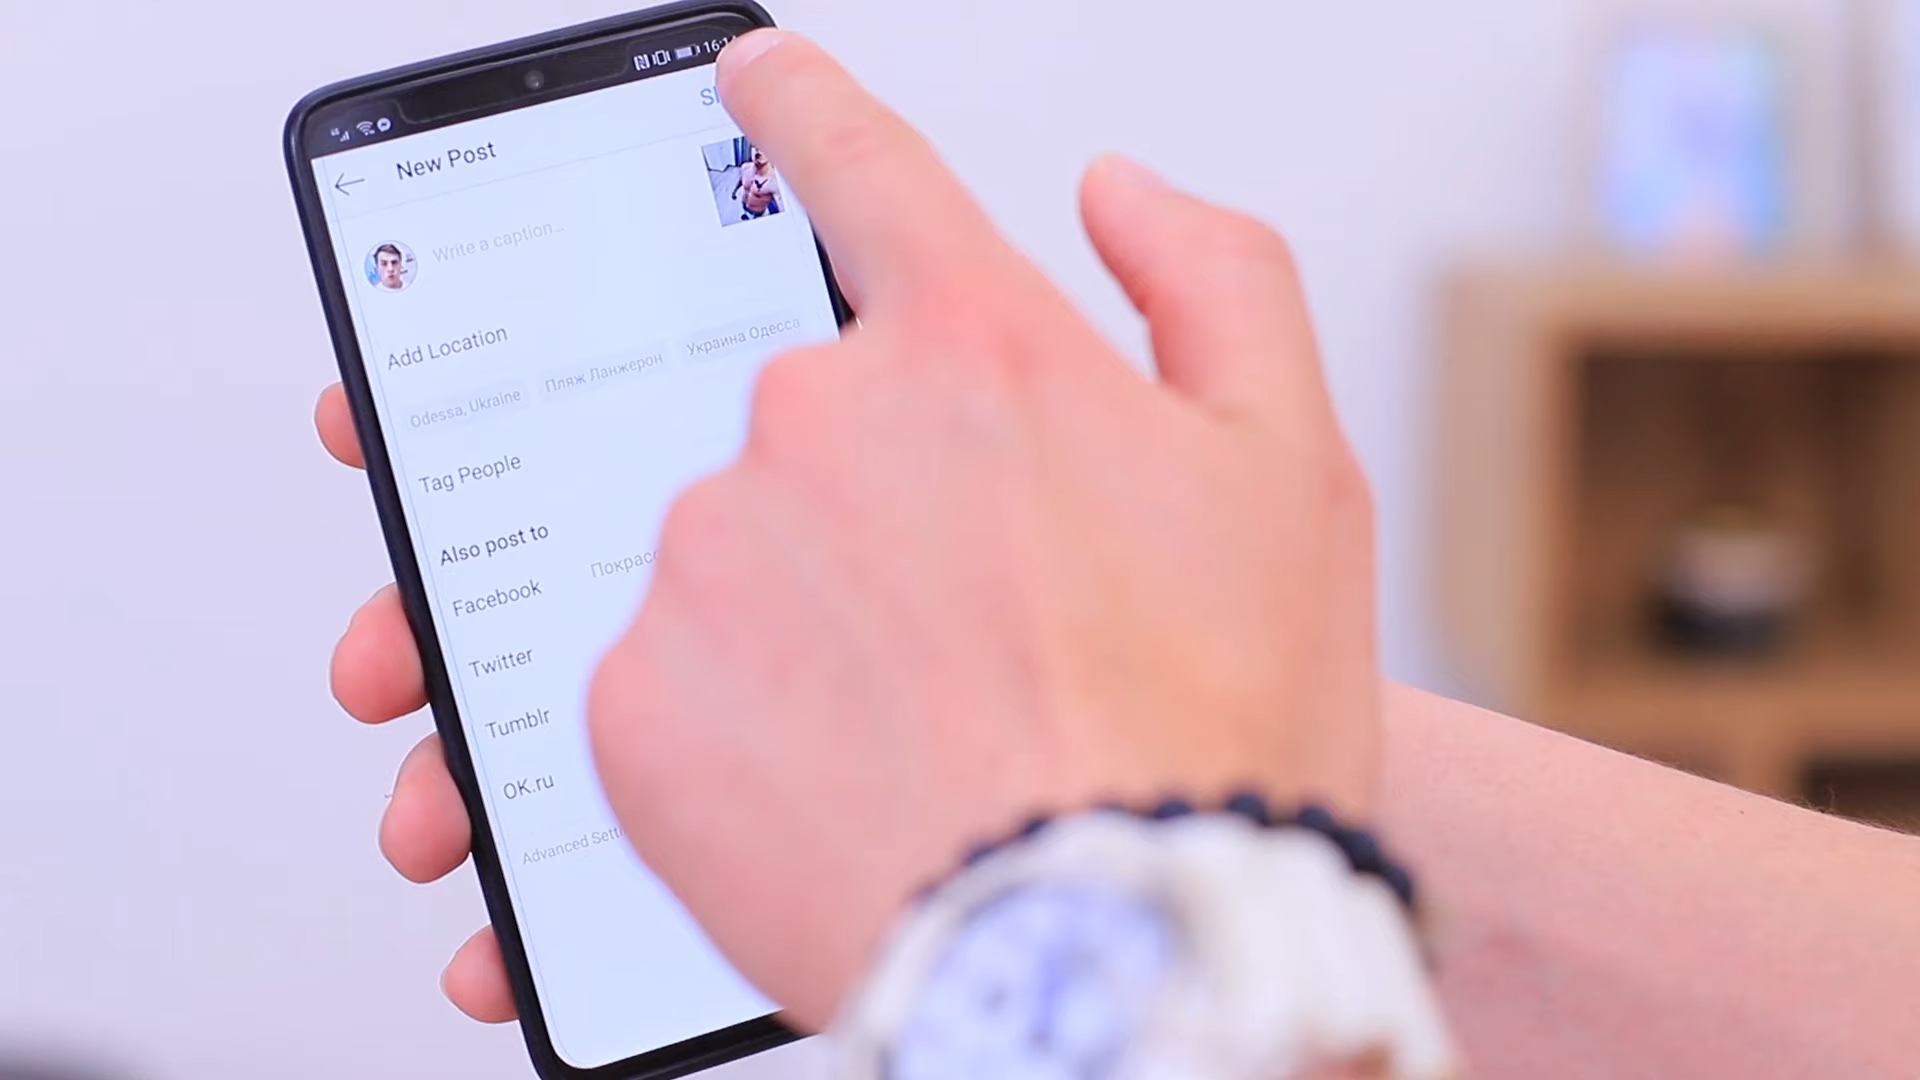 New Post
Write a caption...
Add Location
Odessa, Ukraine
Пляж Ланжерон
Украина Одесса
Tag People
Also post to
Facebook
Twitter
Tumblr
OK.ru
Advanced